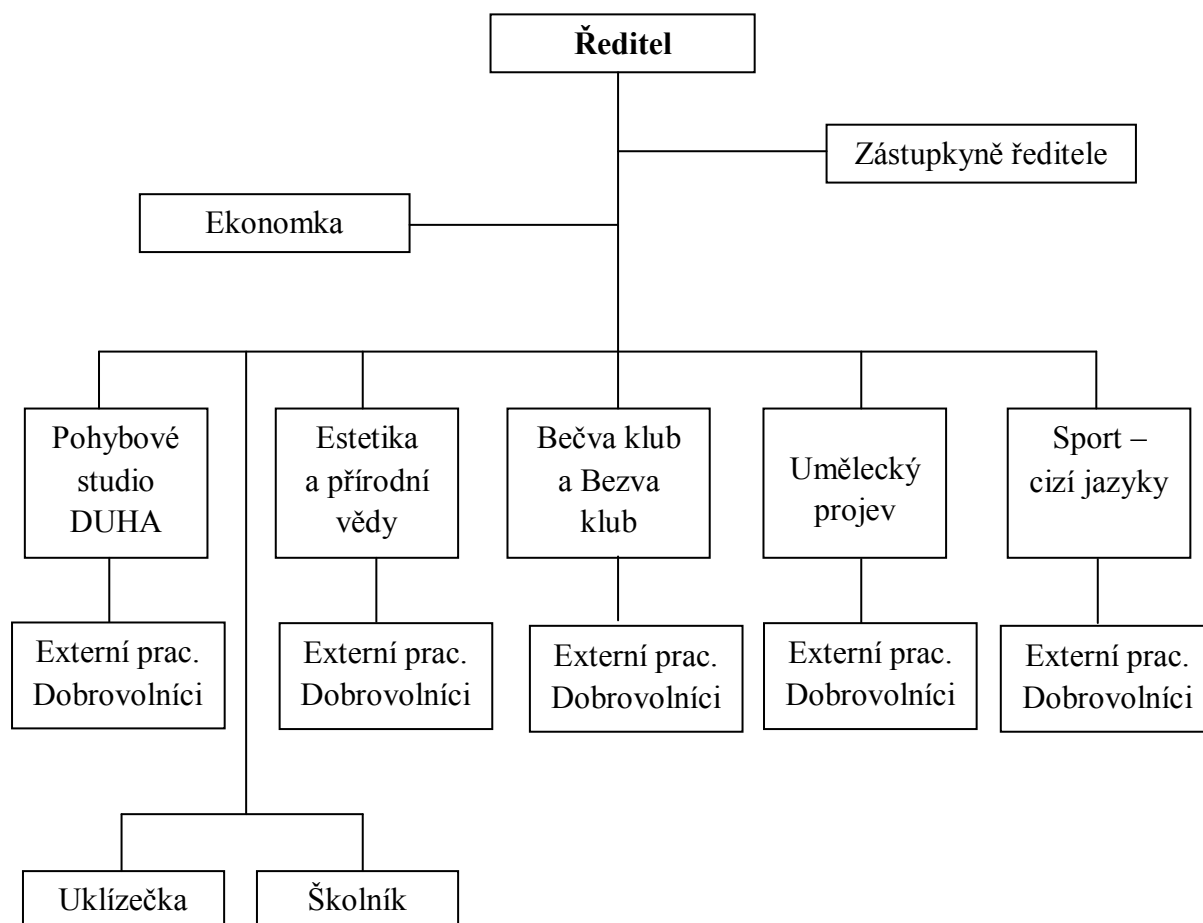 Ředitel
Zástupkyně ředitele
Ekonomka
Pohybové
studio
DUHA
Estetika
a přírodní
vědy
Bečva klub
a Bezva
klub
Umělecký
projev
Sport –
cizí jazyky
Externí prac.
Dobrovolníci
Externí prac.
Dobrovolníci
Externí prac.
Dobrovolníci
Externí prac.
Dobrovolníci
Externí prac.
Dobrovolníci
Uklízečka
Školník